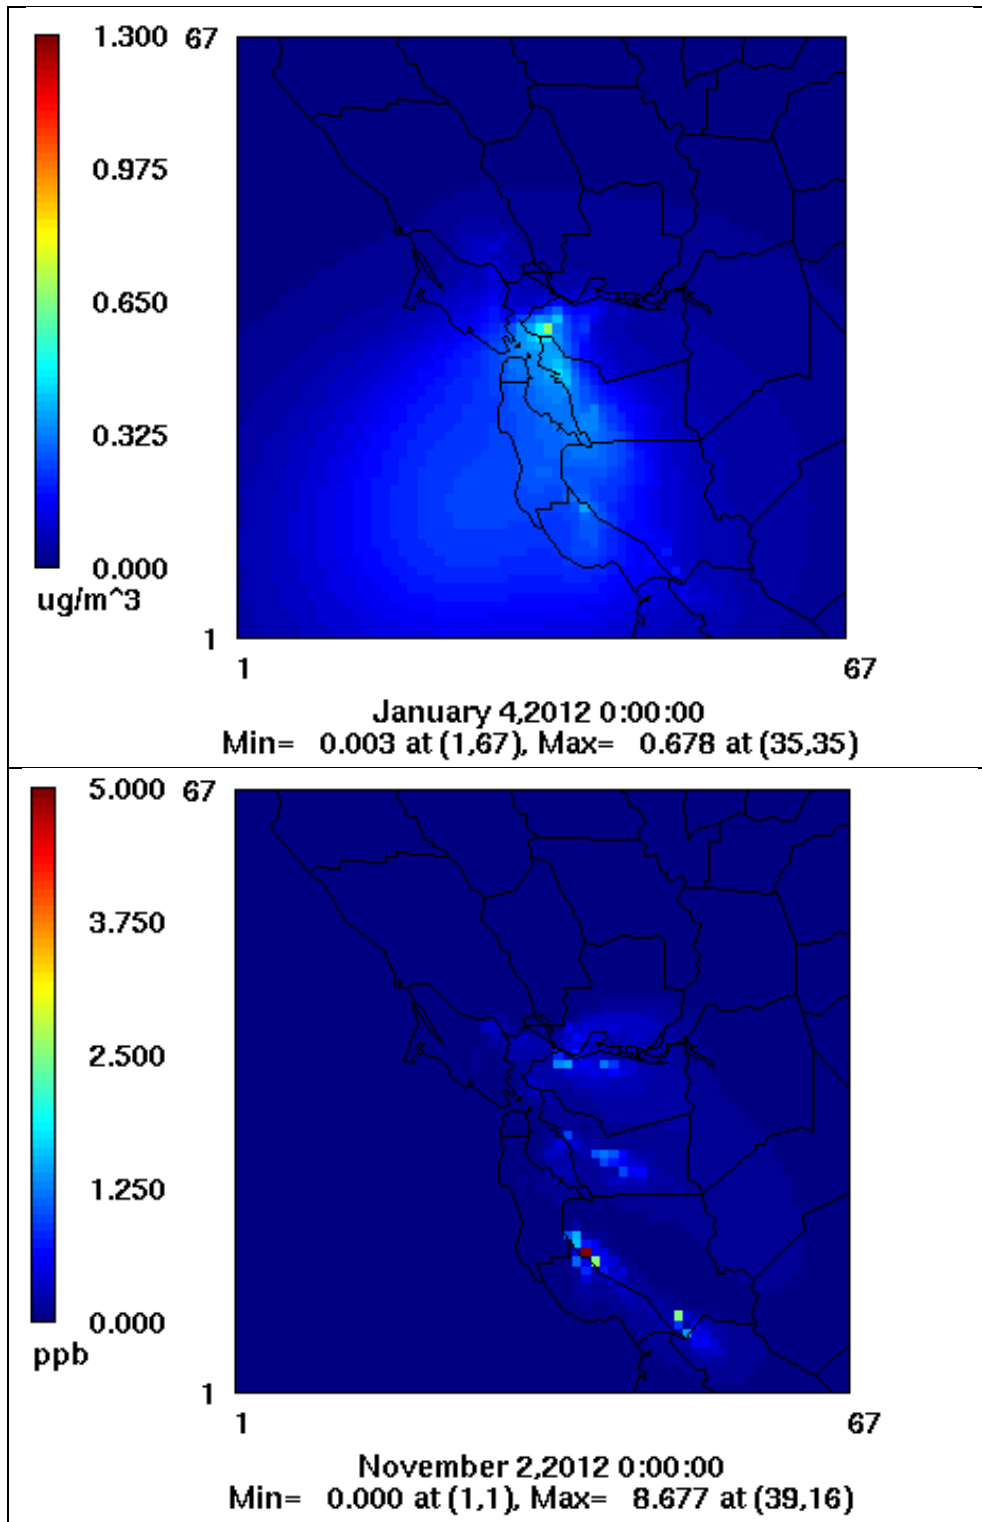 1.300 67
0.975
0.650
0.325
0.000
ug/m^3
1
1 67
January 4,2012 0:00:00
Min= 0.003 at (1,67), Max= 0.678 at (35,35)
5.000 67
3.750
2.500
1.250
0.000
ppb
1
1 67
November 2,2012 0:00:00
Min= 0.000 at (1,1), Max= 8.677 at (39,16)